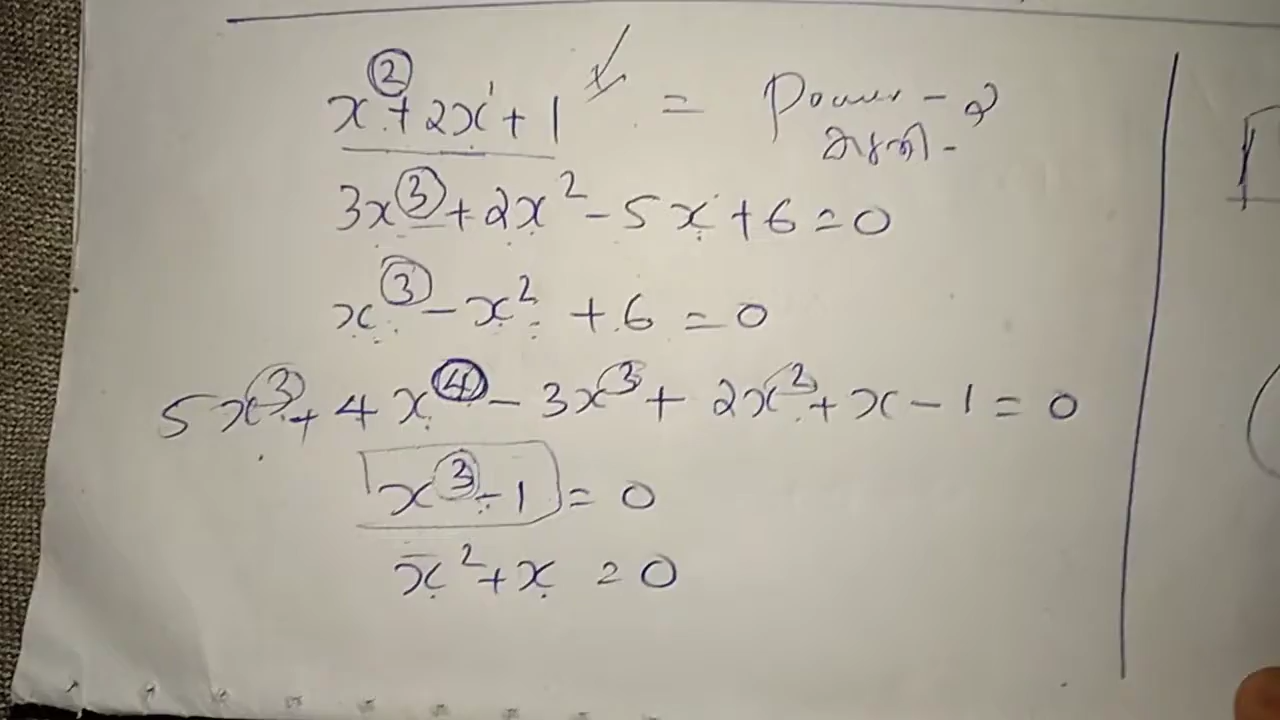 x² + 2x¹ + 1 = Power - 2
3x³ + 2x² - 5x + 6 = 0
x³ - x² + 6 = 0
5x³ + 4x⁴ - 3x³ + 2x² + x - 1 = 0
x³ - 1 = 0
x² + x = 0